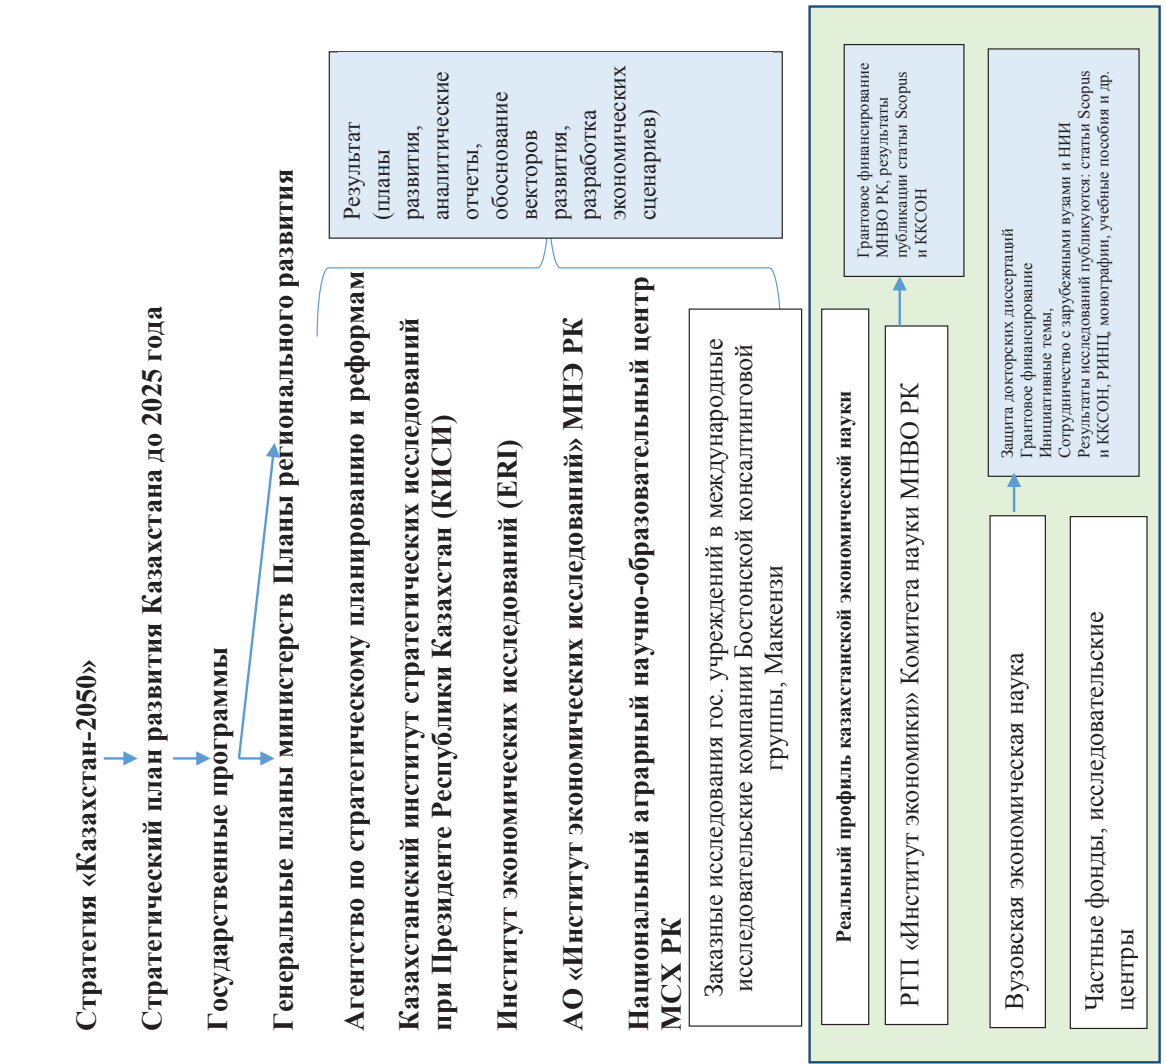 Стратегия «Казахстан-2050»
Стратегический план развития Казахстана до 2025 года
Государственные программы
Генеральные планы министерств Планы регионального развития
Агентство по стратегическому планированию и реформам
Казахстанский институт стратегических исследований
при Президенте Республики Казахстан (КИСИ)
Институт экономических исследований (ERI)
АО «Институт экономических исследований» МНЭ РК
Национальный аграрный научно-образовательный центр
МСХ РК
Результат
(планы
развития,
аналитические
отчеты,
обоснование
векторов
развития,
разработка
экономических
сценариев)
Заказные исследования гос. учреждений в международные
исследовательские компании Бостонской консалтинговой
группы, Маккензи
Реальный профиль казахстанской экономической науки
РГП «Институт экономики» Комитета науки МНВО РК
Грантовое финансирование
МНВО РК, результаты
публикации статьи Scopus
и ККСОН
Вузовская экономическая наука
Защита докторских диссертаций
Грантовое финансирование
Инициативные темы,
Сотрудничество с зарубежными вузами и НИИ
Результаты исследований публикуются: статьи Scopus
и ККСОН, РИНЦ, монографии, учебные пособия и др.
Частные фонды, исследовательские
центры